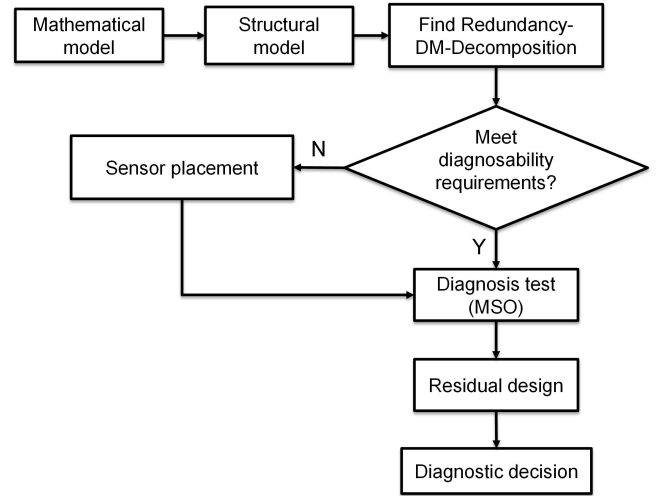 Mathematical
model
Structural
model
Find Redundancy-
DM-Decomposition
Meet
diagnosability
requirements?
N
Sensor placement
Y
Diagnosis test
(MSO)
Residual design
Diagnostic decision